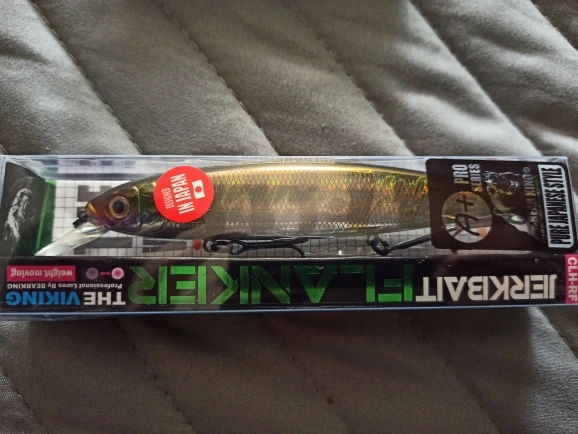 DESIGNED
IN JAPAN
A+
PRO
SERIES
PURE JAPANESE STYLE
CLH-RF
JERKBAIT FLANKER
THE VIKING
Professional Lures By BEARKING
weight moving